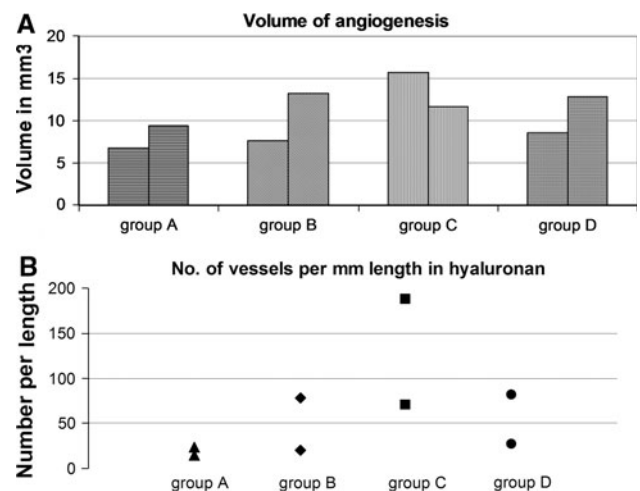 A
Volume of angiogenesis
Volume in mm3
20
15
10
5
0
group A group B group C group D
B
No. of vessels per mm length in hyaluronan
Number per length
200
150
100
50
0
group A group B group C group D